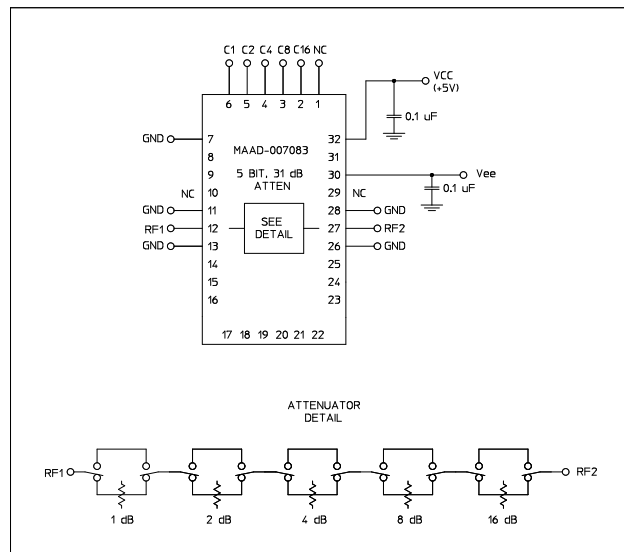 C1 C2 C4 C8 C16 NC
6 5 4 3 2 1
VCC
(+5V)
0.1 uF
GND 7 MAAD-007083 32
8 31
9 5 BIT, 31 dB 30 Vee
ATTEN
NC 10 29 NC
0.1 uF
GND 11 28 GND
RF1 12 SEE 27 RF2
DETAIL
GND 13 26 GND
14 25
15 24
16 23
17 18 19 20 21 22
ATTENUATOR
DETAIL
RF1 RF2
1 dB 2 dB 4 dB 8 dB 16 dB